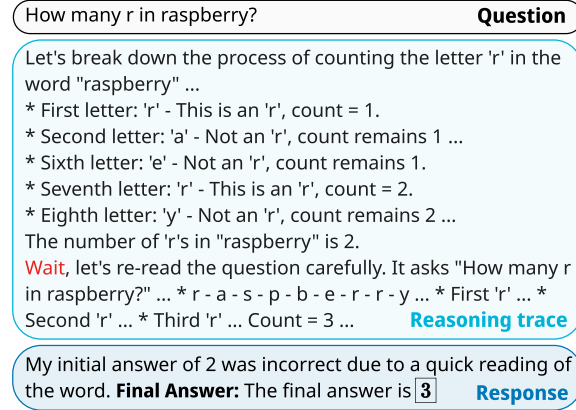 How many r in raspberry? Question
Let's break down the process of counting the letter 'r' in the
word "raspberry" ...
* First letter: 'r' - This is an 'r', count = 1.
* Second letter: 'a' - Not an 'r', count remains 1 ...
* Sixth letter: 'e' - Not an 'r', count remains 1.
* Seventh letter: 'r' - This is an 'r', count = 2.
* Eighth letter: 'y' - Not an 'r', count remains 2 ...
The number of 'r's in "raspberry" is 2.
Wait, let's re-read the question carefully. It asks "How many r
in raspberry?" ... * r - a - s - p - b - e - r - r - y ... * First 'r' ... *
Second 'r' ... * Third 'r' ... Count = 3 ... Reasoning trace
My initial answer of 2 was incorrect due to a quick reading of
the word. Final Answer: The final answer is 3 Response